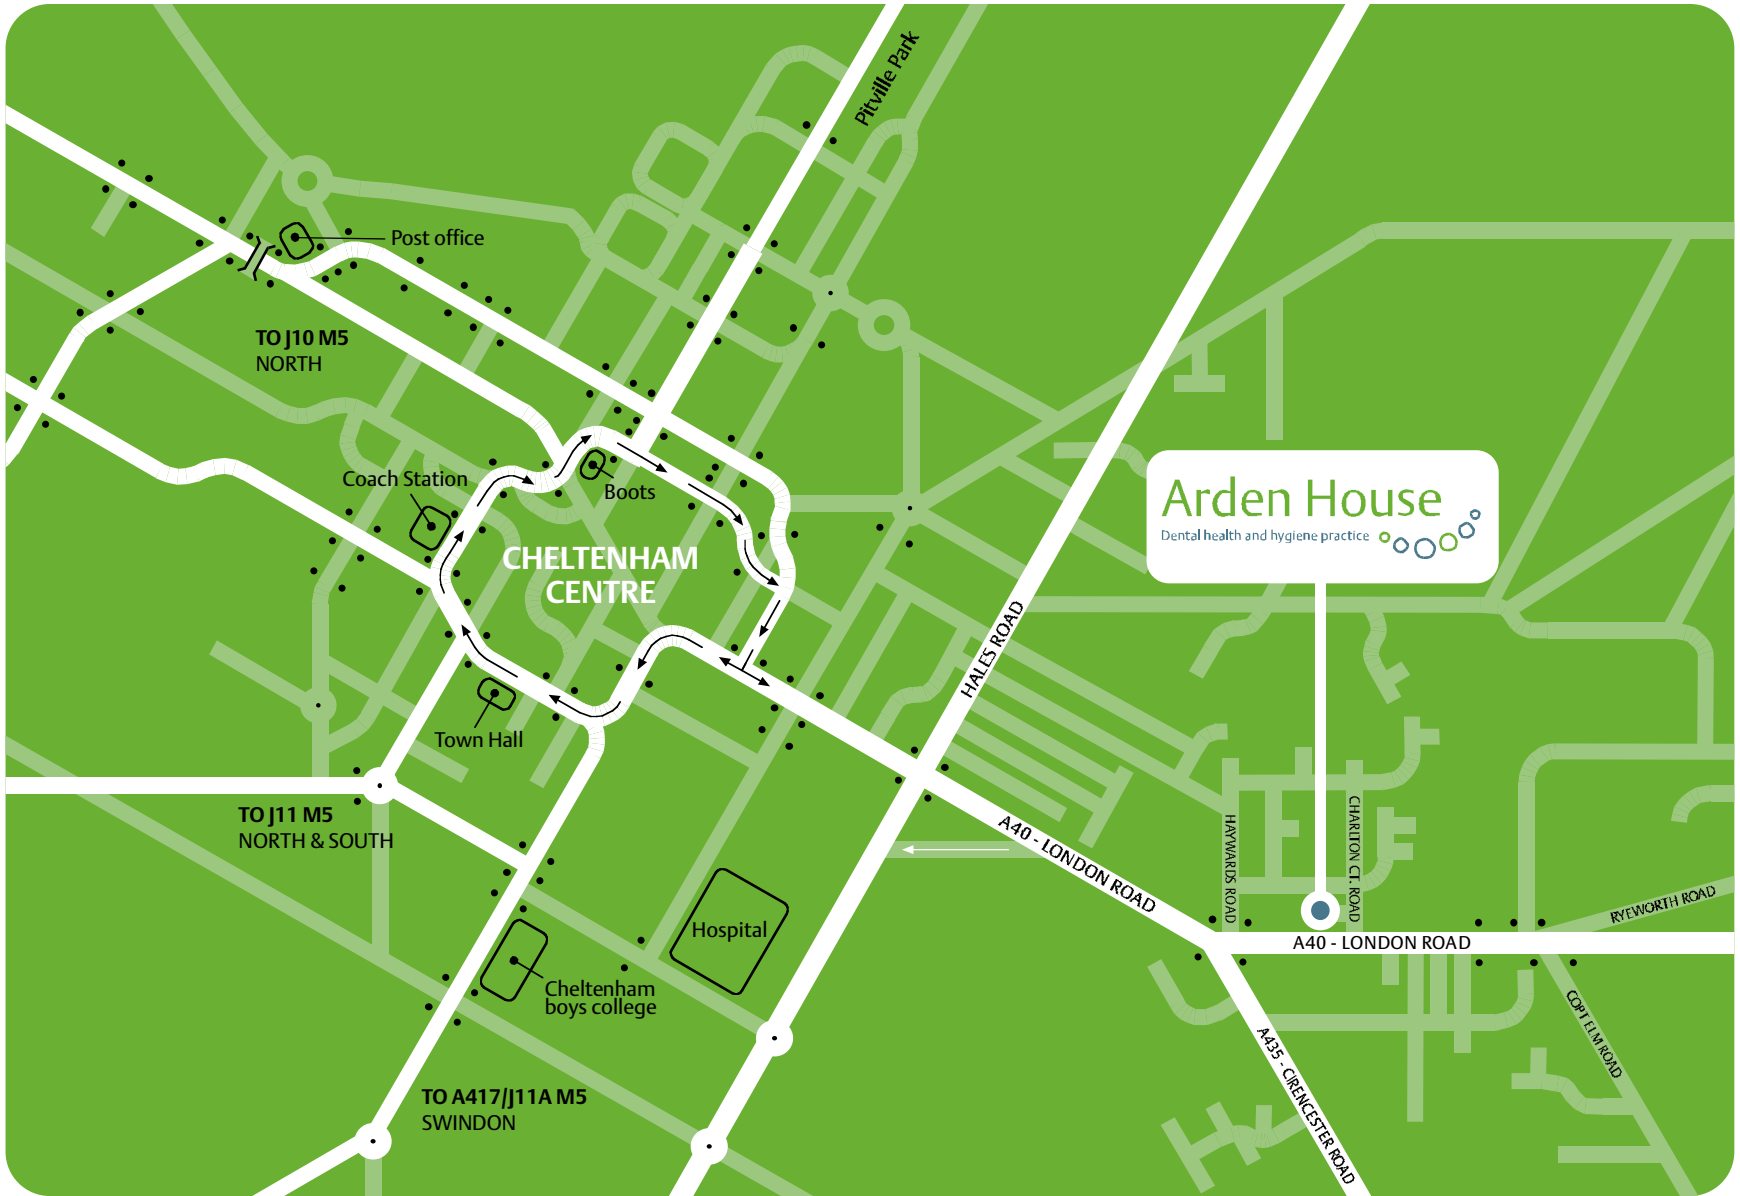 Pitville Park
Post office
TO J10 M5
NORTH
Coach Station
Boots
Arden House
Dental health and hygiene practice
CHELTENHAM
CENTRE
HALES ROAD
Town Hall
TO J11 M5
NORTH & SOUTH
A40 - LONDON ROAD
HAYWARDS ROAD
CHARLTON CT. ROAD
RYEWORTH ROAD
Hospital
A40 - LONDON ROAD
Cheltenham
boys college
COPT ELM ROAD
A435 - CIRENCESTER ROAD
TO A417/J11A M5
SWINDON